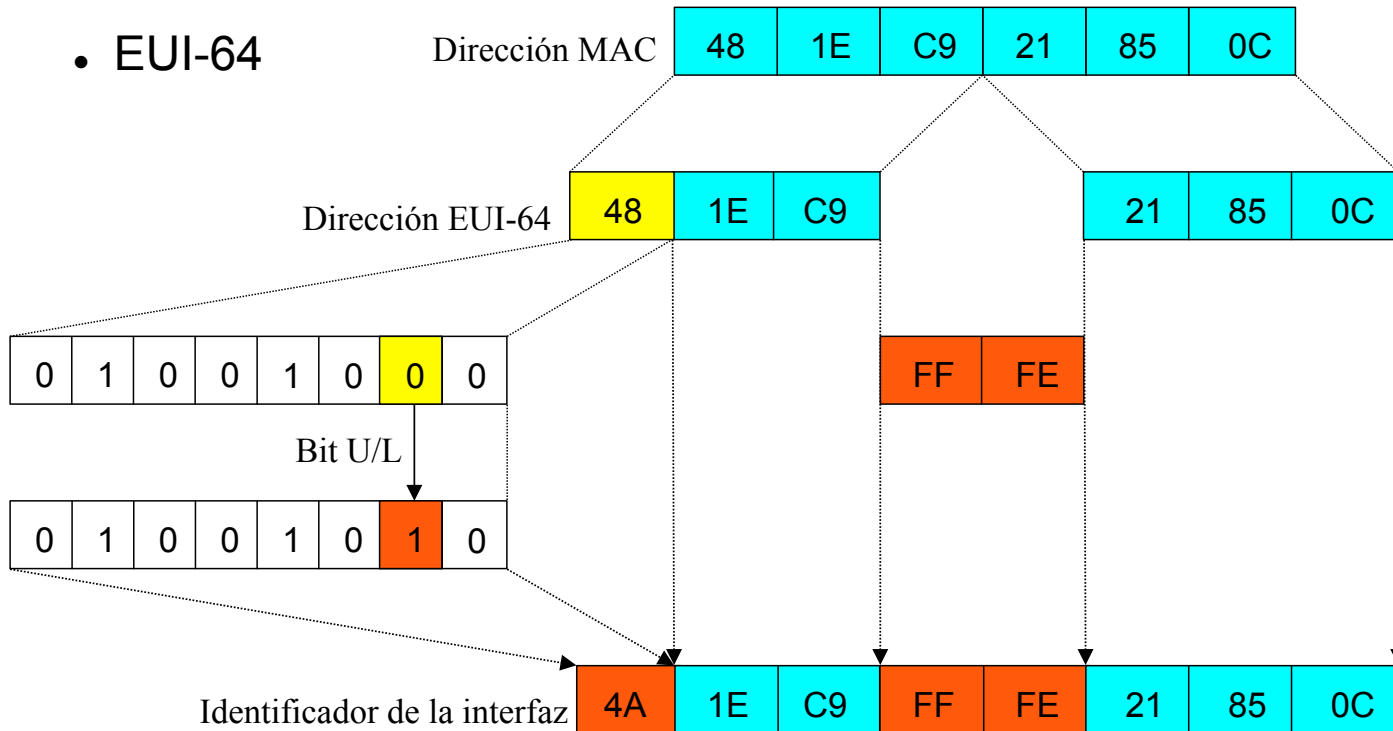 • EUI-64
Dirección MAC 48 1E C9 21 85 0C
Dirección EUI-64 48 1E C9 21 85 0C
0 1 0 0 1 0 0 0 FF FE
Bit U/L
0 1 0 0 1 0 1 0
Identificador de la interfaz 4A 1E C9 FF FE 21 85 0C